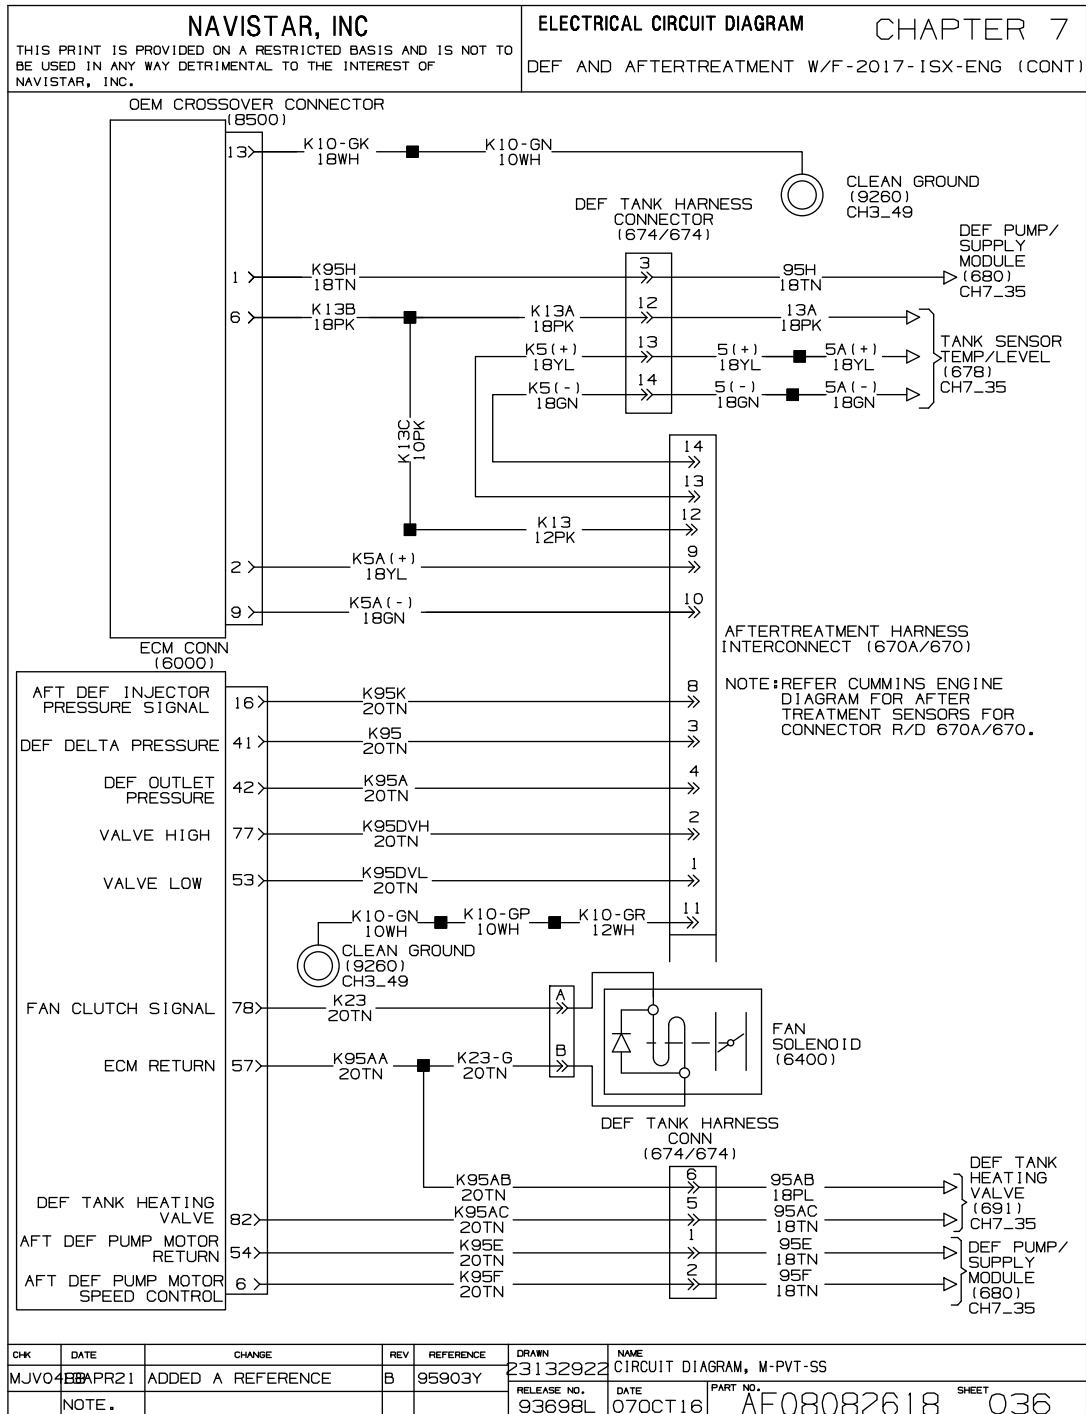 NAVISTAR, INC
THIS PRINT IS PROVIDED ON A RESTRICTED BASIS AND IS NOT TO
BE USED IN ANY WAY DETRIMENTAL TO THE INTEREST OF
NAVISTAR, INC.
ELECTRICAL CIRCUIT DIAGRAM
CHAPTER 7
DEF AND AFTERTREATMENT W/F-2017-ISX-ENG (CONT)
OEM CROSSOVER CONNECTOR
(8500)
13
K10-GK
18WH
K10-GN
10WH
CLEAN GROUND
(9260)
CH3_49
DEF TANK HARNESS
CONNECTOR
(674/674)
DEF PUMP/
SUPPLY
MODULE
(680)
CH7_35
1
K95H
18TN
3
95H
18TN
6
K13B
18PK
K13A
18PK
12
13A
18PK
K5(+)
18YL
13
5(+)
18YL
5A(+)
18YL
TANK SENSOR
TEMP/LEVEL
(678)
CH7_35
K5(-)
18GN
14
5(-)
18GN
5A(-)
18GN
K13C
10PK
14
13
K13
12PK
12
2
K5A(+)
18YL
9
9
K5A(-)
18GN
10
AFTERTREATMENT HARNESS
INTERCONNECT (670A/670)
ECM CONN
(6000)
NOTE:REFER CUMMINS ENGINE
DIAGRAM FOR AFTER
TREATMENT SENSORS FOR
CONNECTOR R/D 670A/670.
AFT DEF INJECTOR
PRESSURE SIGNAL
16
K95K
20TN
8
DEF DELTA PRESSURE
41
K95
20TN
3
DEF OUTLET
PRESSURE
42
K95A
20TN
4
VALVE HIGH
77
K95DVH
20TN
2
VALVE LOW
53
K95DVL
20TN
1
K10-GN
10WH
K10-GP
10WH
K10-GR
12WH
11
CLEAN GROUND
(9260)
CH3_49
FAN CLUTCH SIGNAL
78
K23
20TN
A
FAN
SOLENOID
(6400)
ECM RETURN
57
K95AA
20TN
K23-G
20TN
B
DEF TANK HARNESS
CONN
(674/674)
K95AB
20TN
6
95AB
18PL
DEF TANK
HEATING
VALVE
(691)
CH7_35
DEF TANK HEATING
VALVE
82
K95AC
20TN
5
95AC
18TN
AFT DEF PUMP MOTOR
RETURN
54
K95E
20TN
1
95E
18TN
DEF PUMP/
SUPPLY
MODULE
(680)
CH7_35
AFT DEF PUMP MOTOR
SPEED CONTROL
6
K95F
20TN
2
95F
18TN
CHK
DATE
CHANGE
REV
REFERENCE
DRAWN
23132922
NAME
CIRCUIT DIAGRAM, M-PVT-SS
APR21
ADDED A REFERENCE
B
95903Y
NOTE.
RELEASE NO.
93698L
DATE
07OCT16
PART NO.
AF08082618
SHEET
036